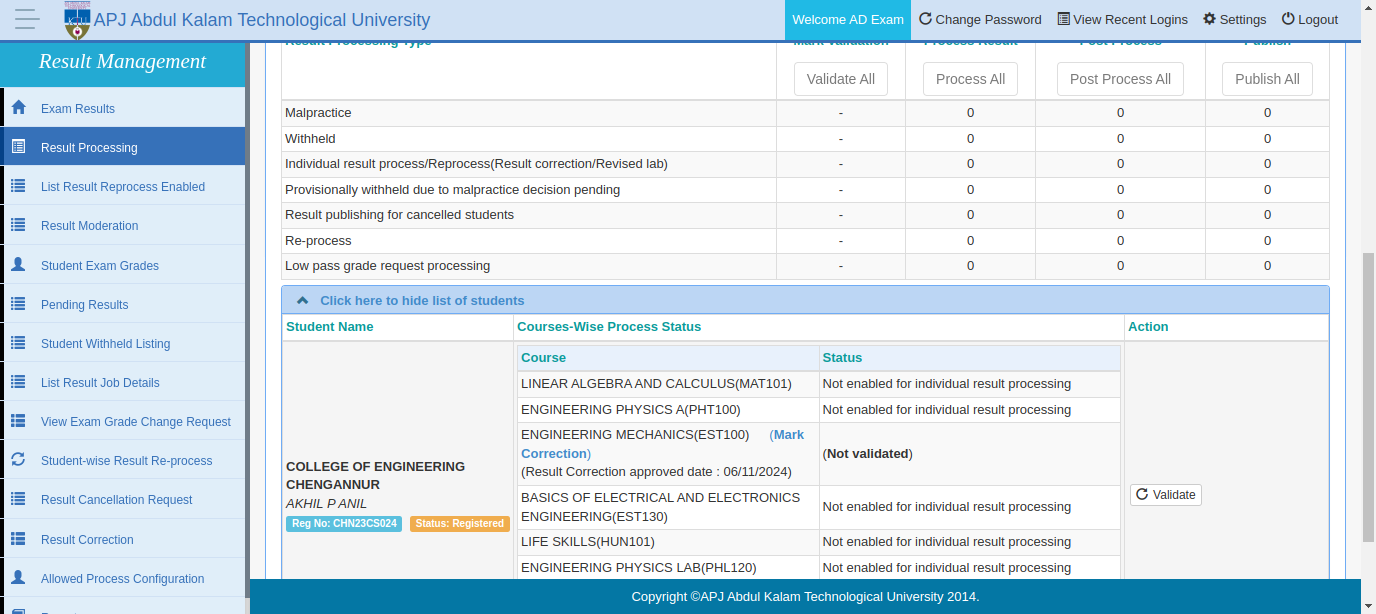 APJ Abdul Kalam Technological University
Welcome AD Exam
Change Password
View Recent Logins
Settings
Logout
Result Management
Exam Results
Result Processing
List Result Reprocess Enabled
Result Moderation
Student Exam Grades
Pending Results
Student Withheld Listing
List Result Job Details
View Exam Grade Change Request
Student-wise Result Re-process
Result Cancellation Request
Result Correction
Allowed Process Configuration
Result Processing Type Mark Validation Process Result Post Process Publish
Validate All Process All Post Process All Publish All
Malpractice - 0 0 0
Withheld - 0 0 0
Individual result process/Reprocess(Result correction/Revised lab) - 0 0 0
Provisionally withheld due to malpractice decision pending - 0 0 0
Result publishing for cancelled students - 0 0 0
Re-process - 0 0 0
Low pass grade request processing - 0 0 0
Click here to hide list of students
Student Name Courses-Wise Process Status Action
COLLEGE OF ENGINEERING
CHENGANNUR
AKHIL P ANIL
Reg No: CHN23CS024 Status: Registered
Course Status
LINEAR ALGEBRA AND CALCULUS(MAT101) Not enabled for individual result processing
ENGINEERING PHYSICS A(PHT100) Not enabled for individual result processing
ENGINEERING MECHANICS(EST100) (Mark
Correction)
(Result Correction approved date : 06/11/2024)
(Not validated)
BASICS OF ELECTRICAL AND ELECTRONICS
ENGINEERING(EST130)
Not enabled for individual result processing
LIFE SKILLS(HUN101) Not enabled for individual result processing
ENGINEERING PHYSICS LAB(PHL120) Not enabled for individual result processing
Validate
Copyright ©APJ Abdul Kalam Technological University 2014.